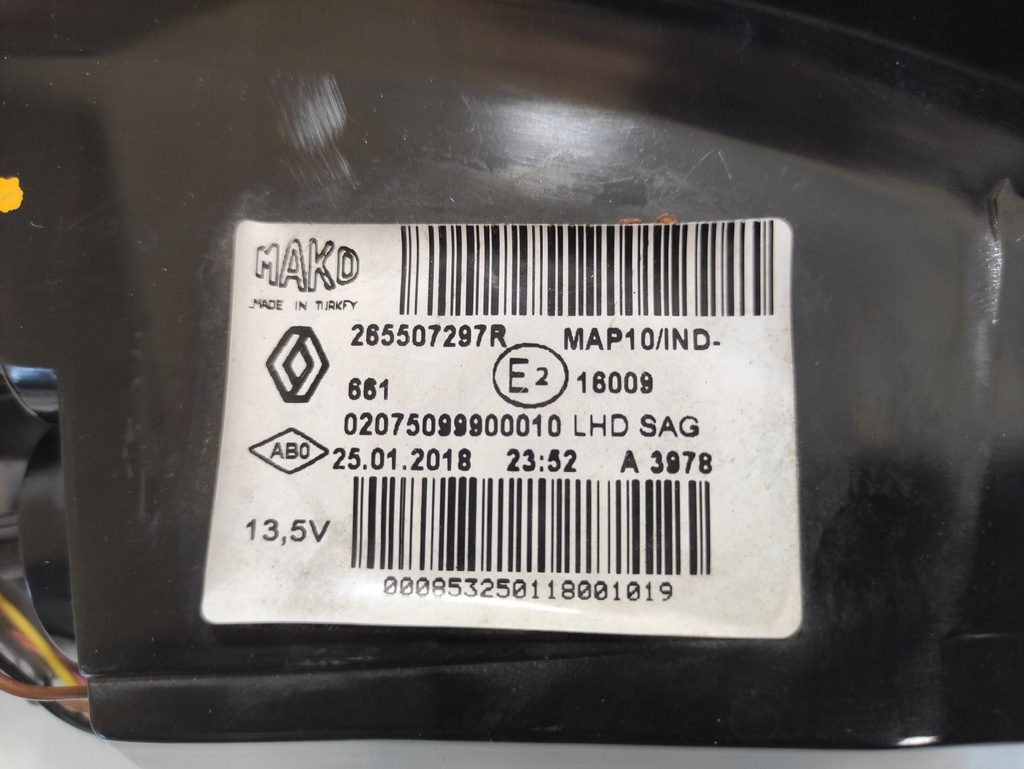 MAKO
MADE IN TURKEY
265507297R MAP10/IND-
661 E2 16009
02075099900010 LHD SAG
ABO 25.01.2018 23:52 A 3978
13,5V
000853250118001019